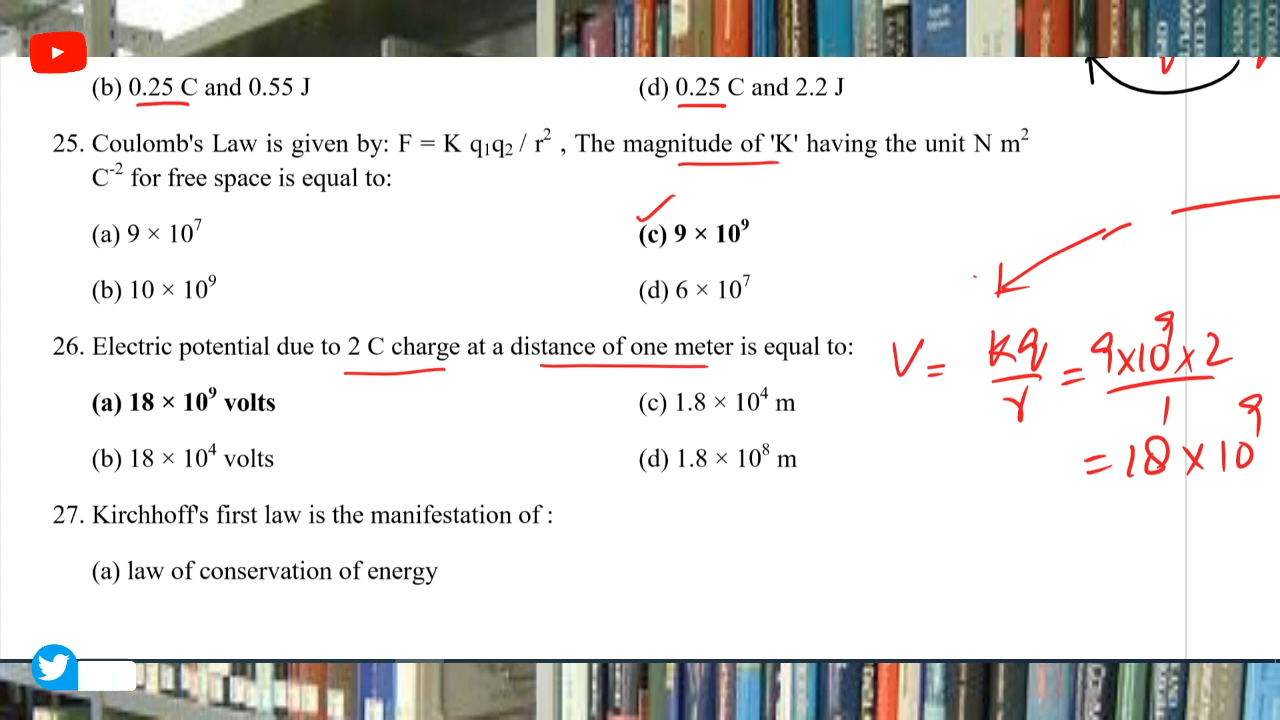 (b) 0.25 C and 0.55 J
(d) 0.25 C and 2.2 J
25. Coulomb's Law is given by: F = K q₁q₂ / r² , The magnitude of 'K' having the unit N m²
C⁻² for free space is equal to:
(a) 9 × 10⁷
(c) 9 × 10⁹
(b) 10 × 10⁹
(d) 6 × 10⁷
26. Electric potential due to 2 C charge at a distance of one meter is equal to:
(a) 18 × 10⁹ volts
(c) 1.8 × 10⁴ m
(b) 18 × 10⁴ volts
(d) 1.8 × 10⁸ m
V = kq/r = 9x10⁹x2/1
= 18 x 10⁹
27. Kirchhoff's first law is the manifestation of :
(a) law of conservation of energy